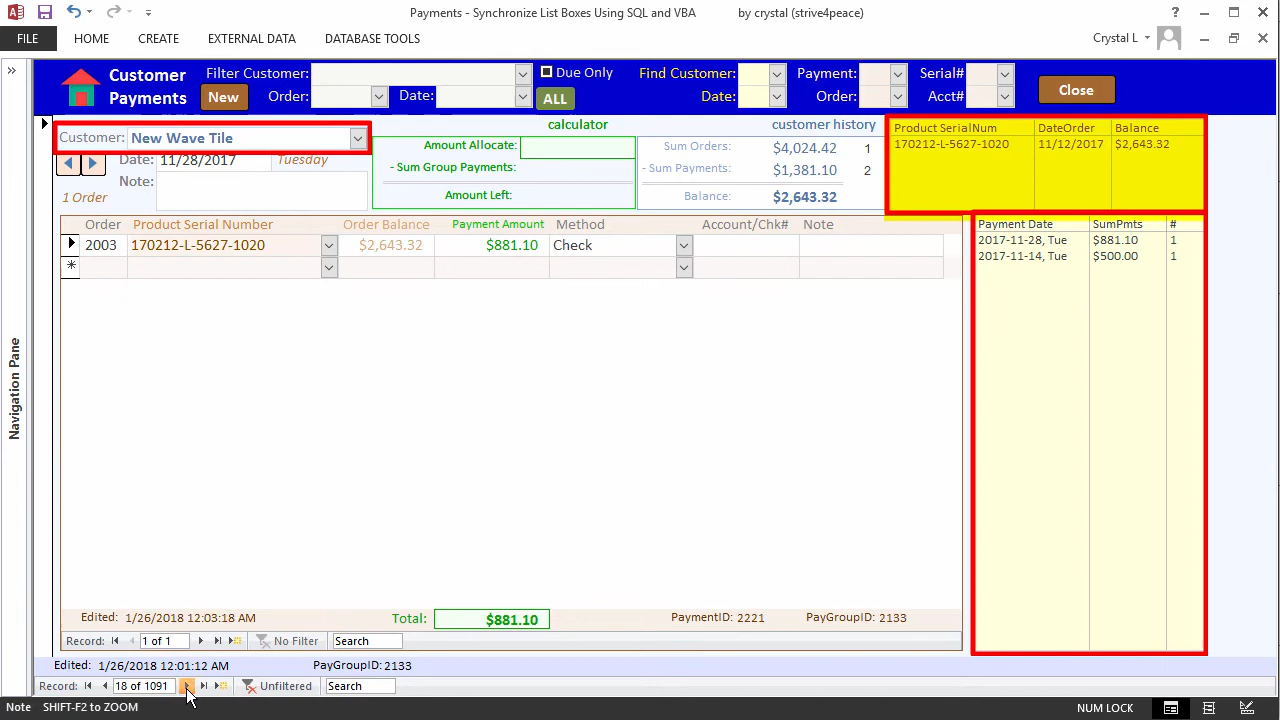 Payments - Synchronize List Boxes Using SQL and VBA by crystal (strive4peace)
?
FILE HOME CREATE EXTERNAL DATA DATABASE TOOLS Crystal L
Customer Payments
New
Filter Customer: Due Only Find Customer: Payment: Serial#
Order: Date: ALL Date: Order: Acct#
Close
Customer: New Wave Tile
Date: 11/28/2017 Tuesday
Note:
1 Order
calculator
Amount Allocate:
- Sum Group Payments:
Amount Left:
customer history
Sum Orders: $4,024.42 1
- Sum Payments: $1,381.10 2
Balance: $2,643.32
Product SerialNum DateOrder Balance
170212-L-5627-1020 11/12/2017 $2,643.32
Order Product Serial Number Order Balance Payment Amount Method Account/Chk# Note
2003 170212-L-5627-1020 $2,643.32 $881.10 Check
*
Payment Date SumPmts #
2017-11-28, Tue $881.10 1
2017-11-14, Tue $500.00 1
Navigation Pane
Edited: 1/26/2018 12:03:18 AM Total: $881.10 PaymentID: 2221 PayGroupID: 2133
Record: 1 of 1 No Filter Search
Edited: 1/26/2018 12:01:12 AM PayGroupID: 2133
Record: 18 of 1091 Unfiltered Search
Note SHIFT-F2 to ZOOM NUM LOCK